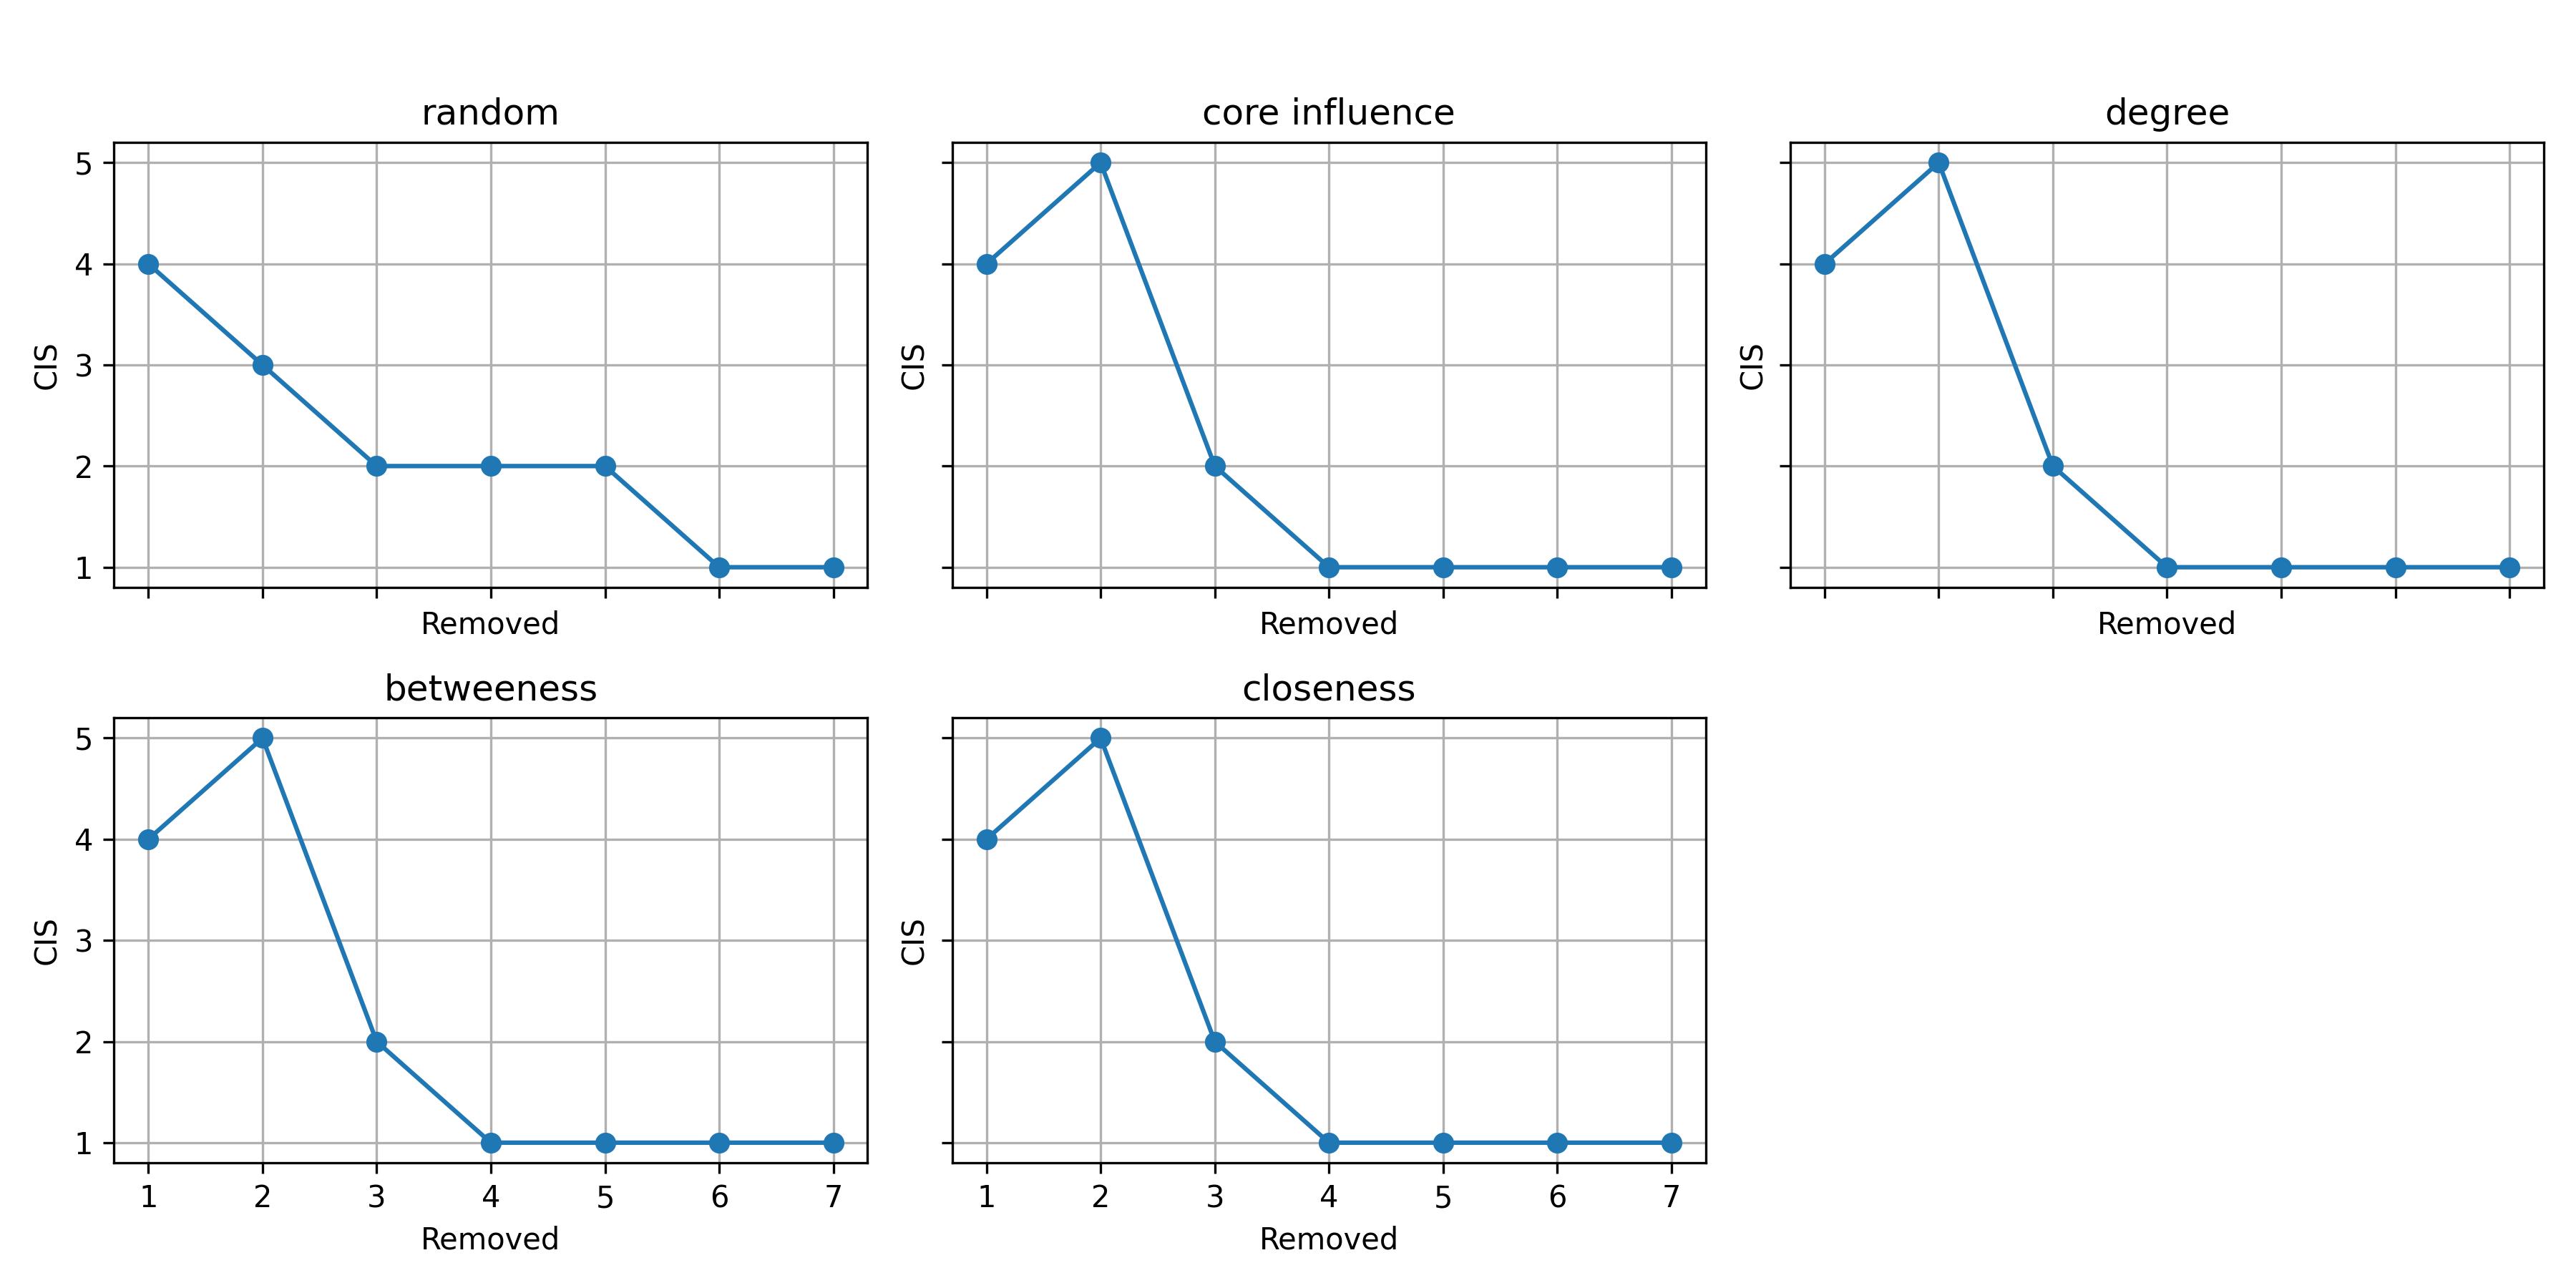 random
5
4
3
2
1
CIS
Removed
core influence
CIS
Removed
degree
CIS
Removed
betweeness
5
4
3
2
1
CIS
1 2 3 4 5 6 7
Removed
closeness
CIS
1 2 3 4 5 6 7
Removed